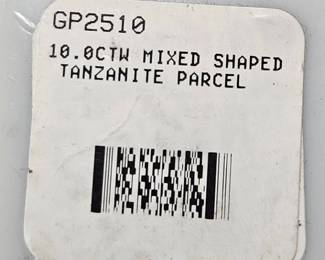 GP2510
10.0CTW MIXED SHAPED
TANZANITE PARCEL